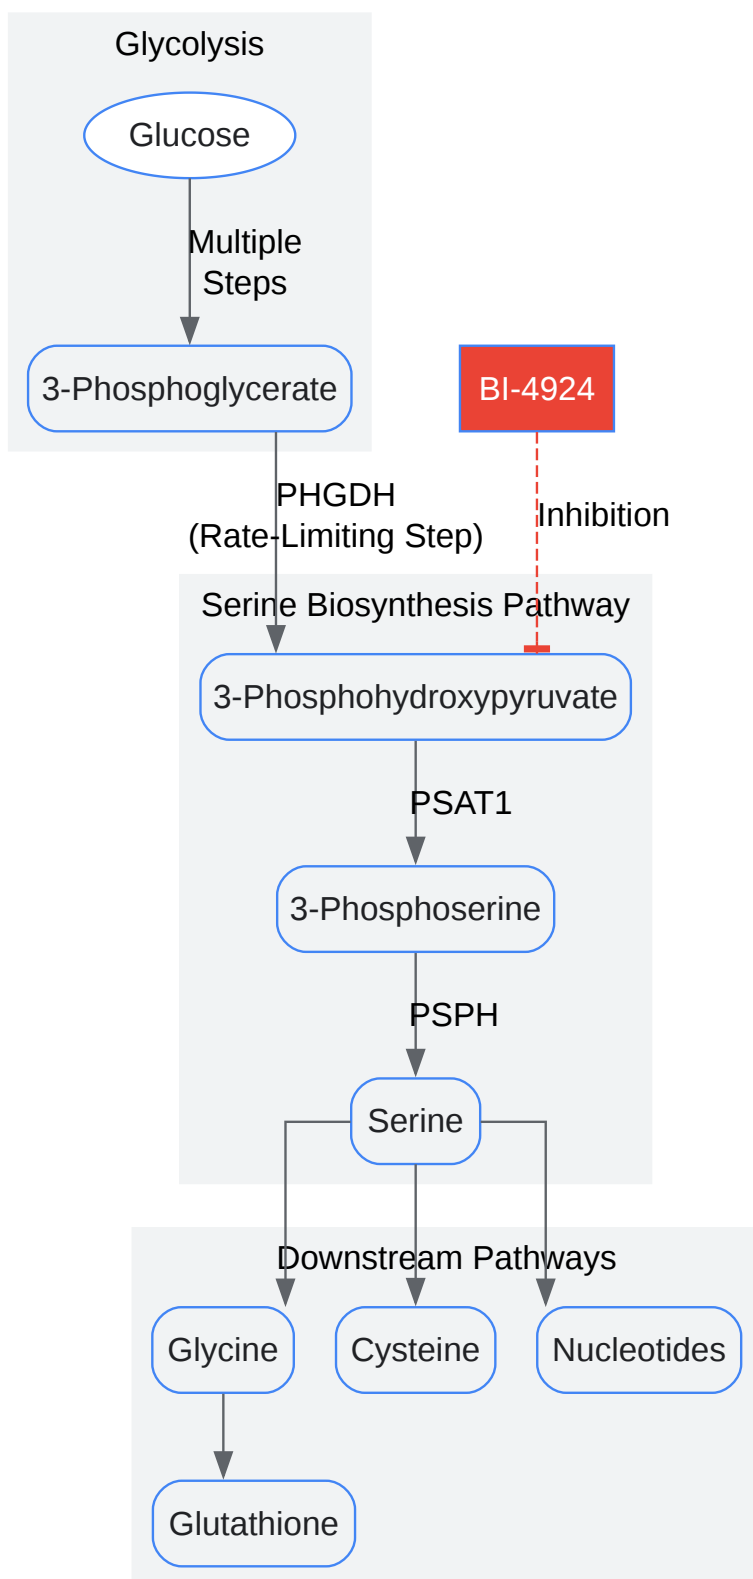 Glycolysis
Glucose
Multiple
Steps
3-Phosphoglycerate
BI-4924
PHGDH
(Rate-Limiting Step)
Inhibition
Serine Biosynthesis Pathway
3-Phosphohydroxypyruvate
PSAT1
3-Phosphoserine
PSPH
Serine
Downstream Pathways
Glycine
Cysteine
Nucleotides
Glutathione